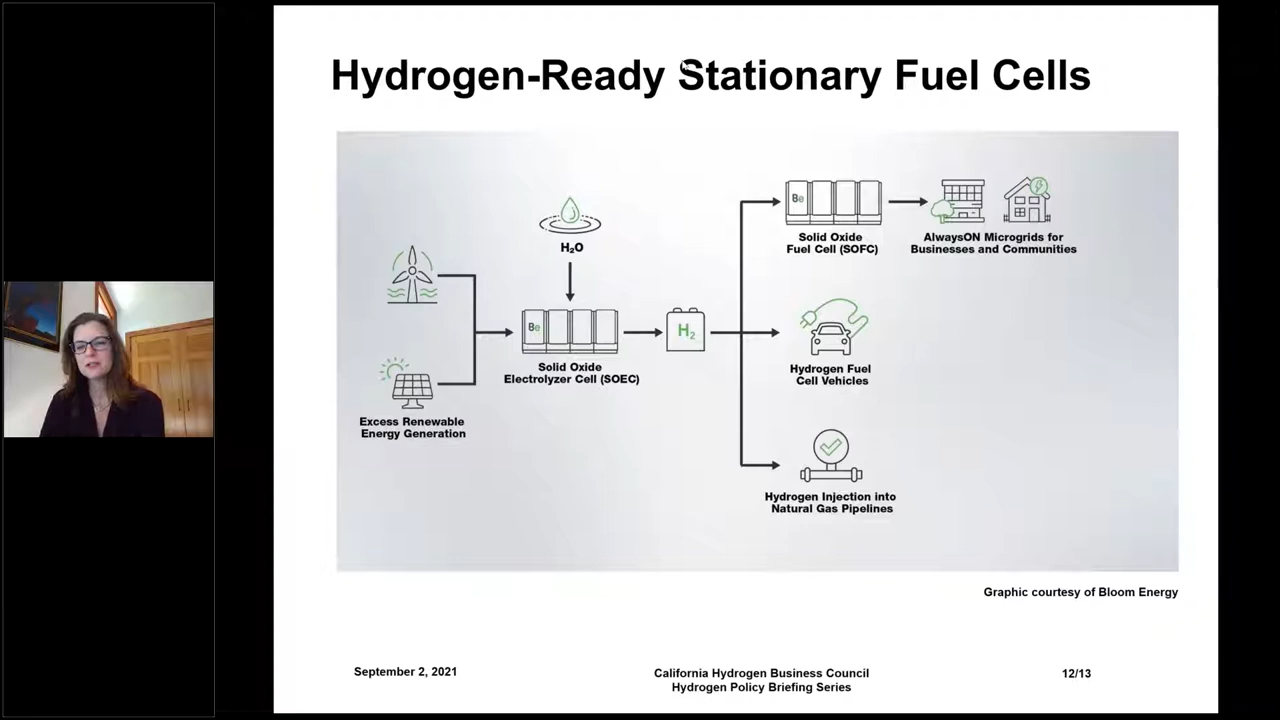 Hydrogen-Ready Stationary Fuel Cells
H₂O
Be
Solid Oxide
Electrolyzer Cell (SOEC)
Excess Renewable
Energy Generation
H₂
Be
Solid Oxide
Fuel Cell (SOFC)
AlwaysON Microgrids for
Businesses and Communities
Hydrogen Fuel
Cell Vehicles
Hydrogen Injection into
Natural Gas Pipelines
Graphic courtesy of Bloom Energy
September 2, 2021
California Hydrogen Business Council
Hydrogen Policy Briefing Series
12/13